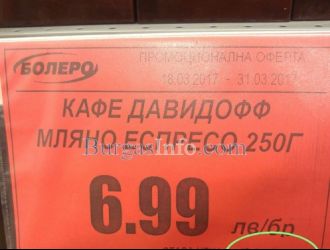 БОЛЕРО
ПРОМОЦИОНАЛНА ОФЕРТА
18.03.2017 - 31.03.2017
КАФЕ ДАВИДОФФ
МЛЯНО ЕСПРЕСО 250Г
BurgasInfo.com
6.99 лв/бр